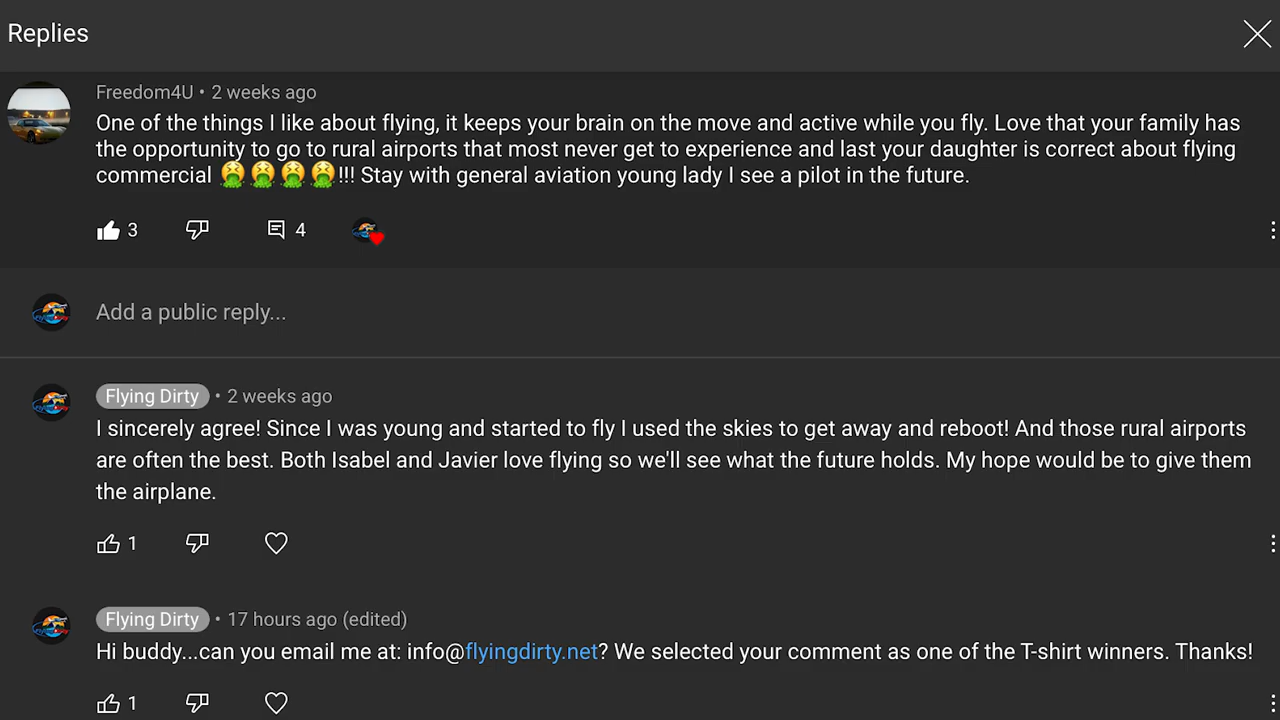 Replies
Freedom4U • 2 weeks ago
One of the things I like about flying, it keeps your brain on the move and active while you fly. Love that your family has
the opportunity to go to rural airports that most never get to experience and last your daughter is correct about flying
commercial 🤮🤮🤮🤮!!! Stay with general aviation young lady I see a pilot in the future.
3 4
Add a public reply...
Flying Dirty • 2 weeks ago
I sincerely agree! Since I was young and started to fly I used the skies to get away and reboot! And those rural airports
are often the best. Both Isabel and Javier love flying so we'll see what the future holds. My hope would be to give them
the airplane.
1
Flying Dirty • 17 hours ago (edited)
Hi buddy...can you email me at: info@flyingdirty.net? We selected your comment as one of the T-shirt winners. Thanks!
1